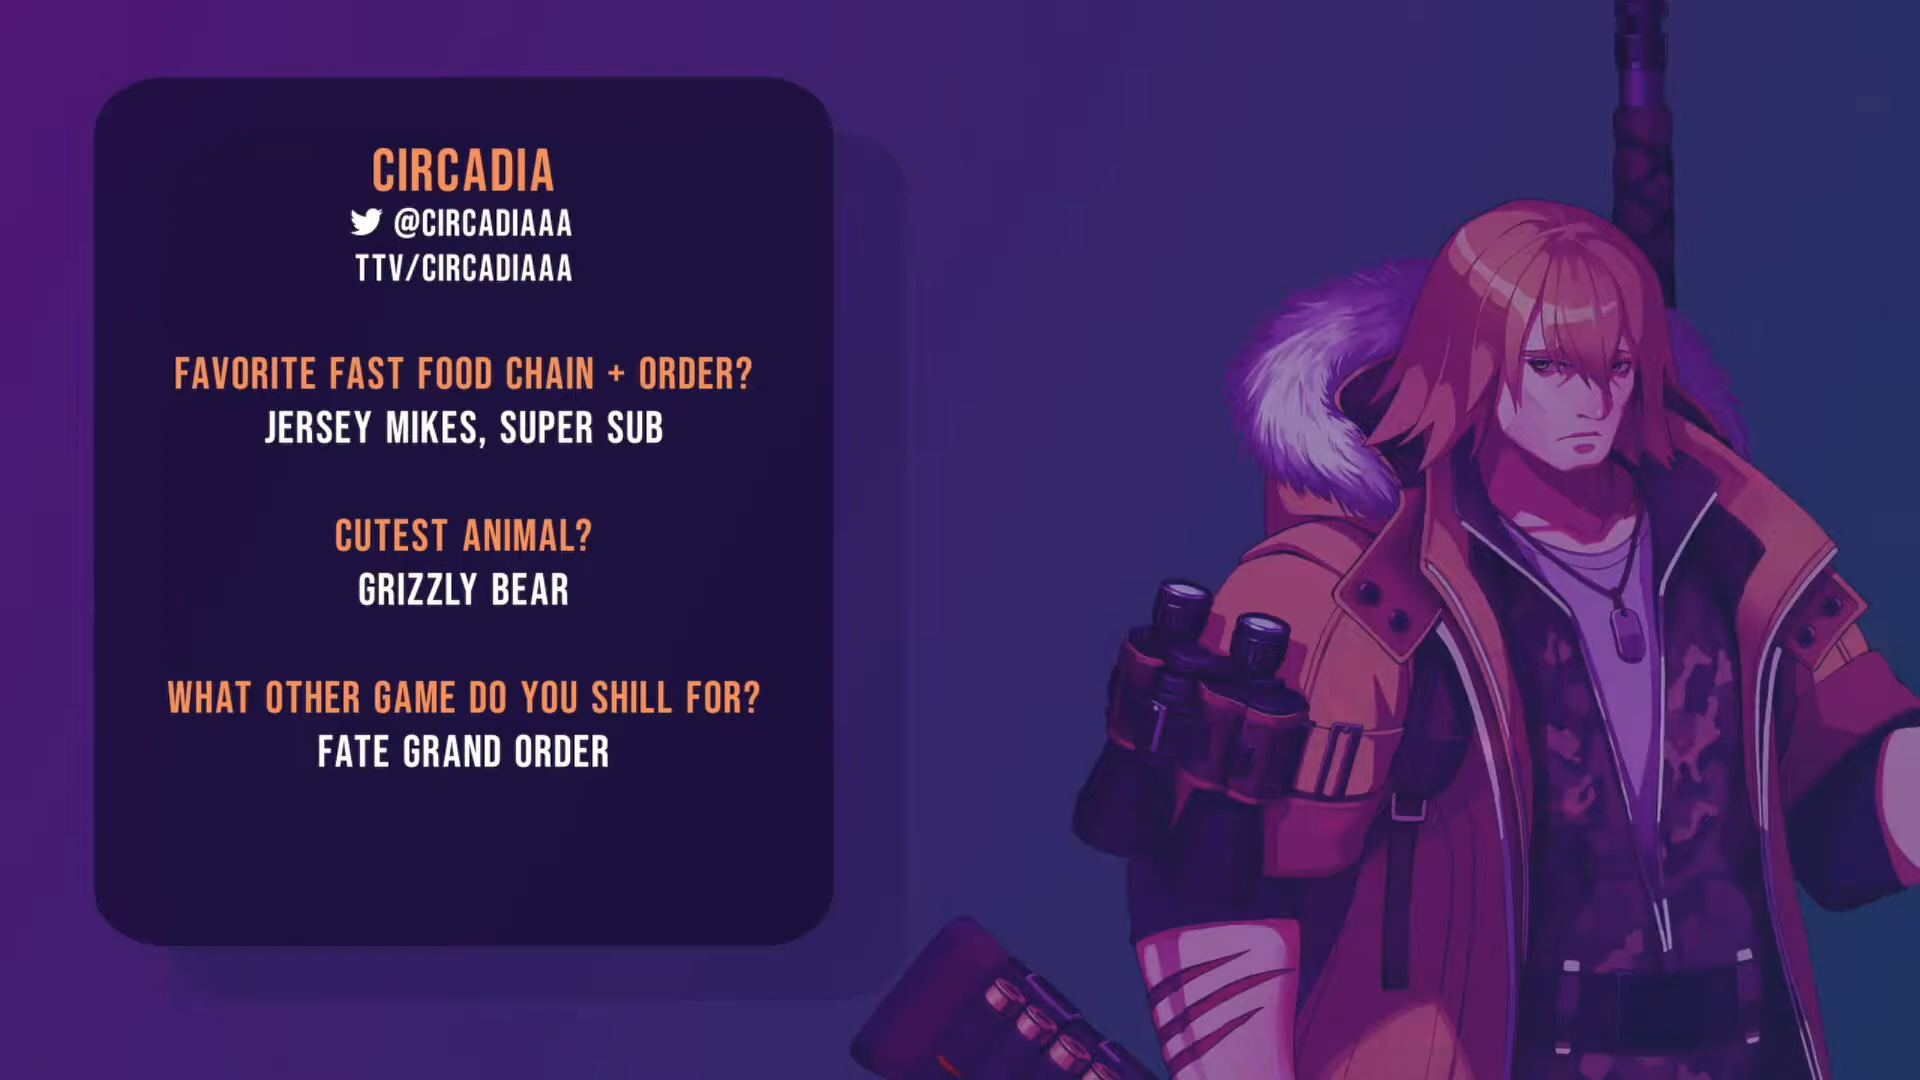 CIRCADIA
@CIRCADIAAA
TTV/CIRCADIAAA
FAVORITE FAST FOOD CHAIN + ORDER?
JERSEY MIKES, SUPER SUB
CUTEST ANIMAL?
GRIZZLY BEAR
WHAT OTHER GAME DO YOU SHILL FOR?
FATE GRAND ORDER